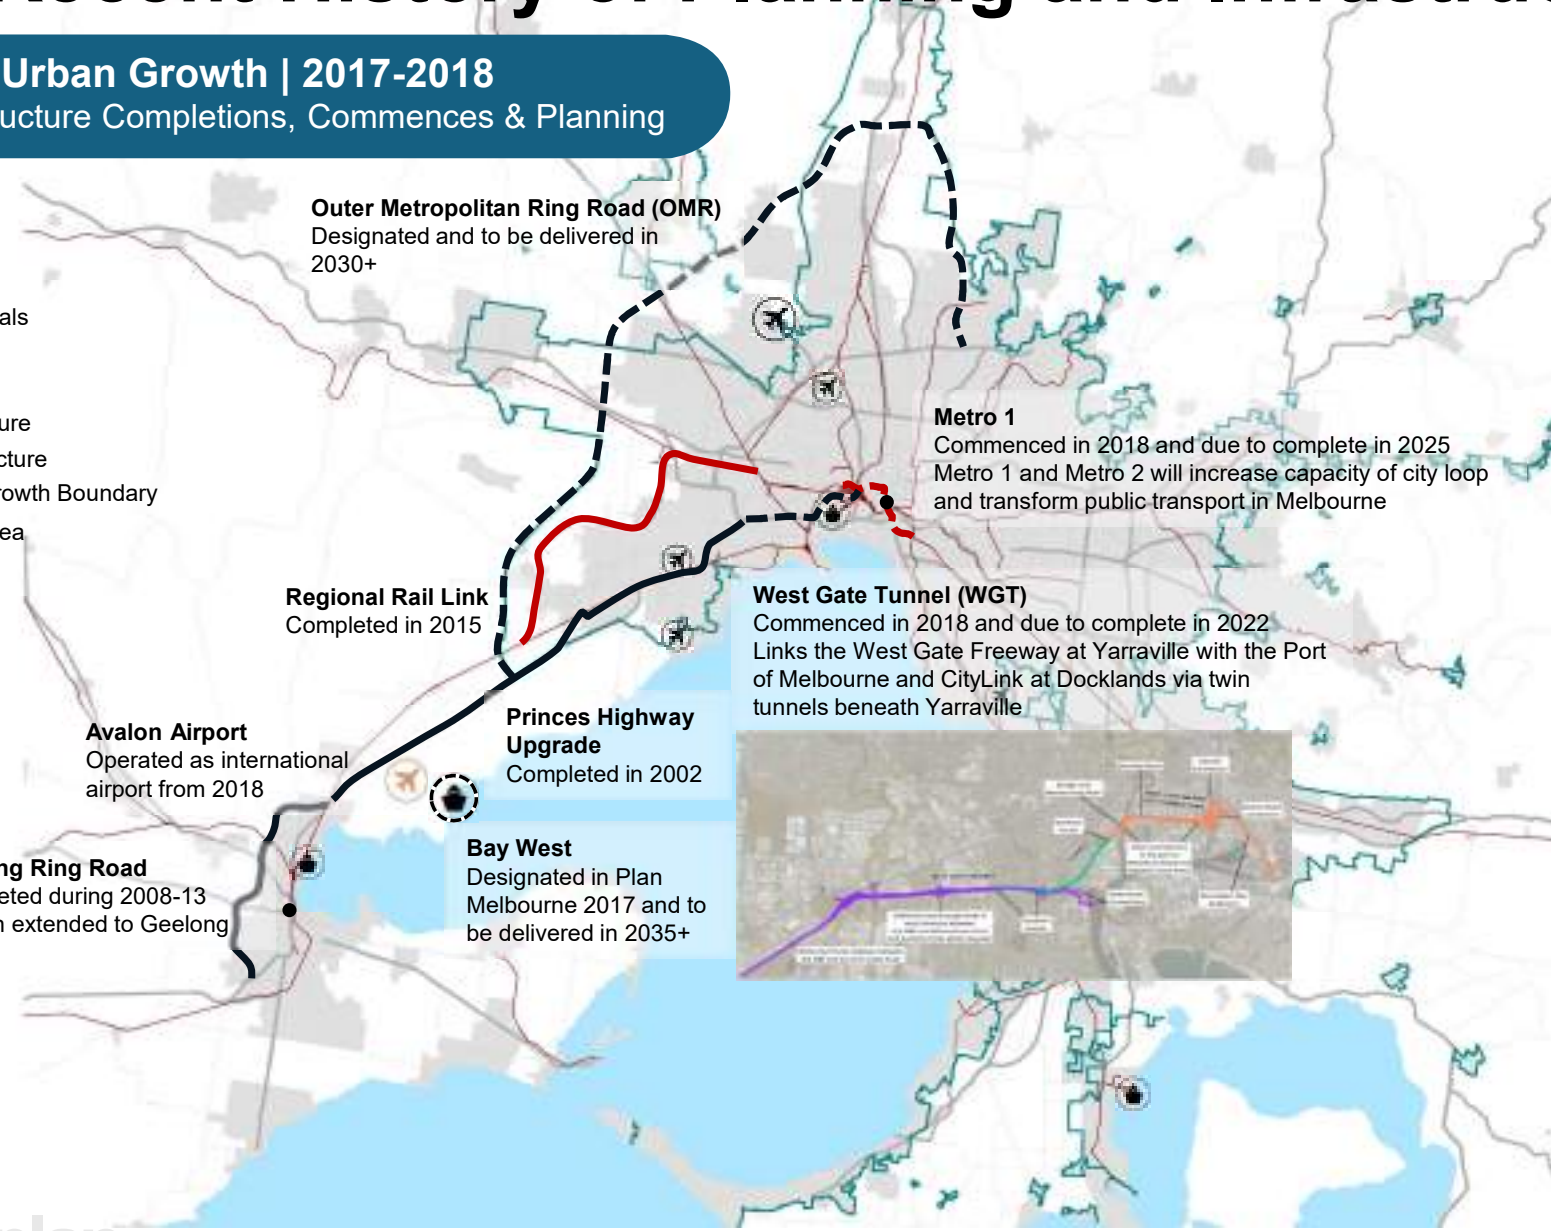 Recent History of Planning and Infrastruc
Urban Growth | 2017-2018
ucture Completions, Commences & Planning
Outer Metropolitan Ring Road (OMR)
Designated and to be delivered in
2030+
als
ure
cture
rowth Boundary
ea
Metro 1
Commenced in 2018 and due to complete in 2025
Metro 1 and Metro 2 will increase capacity of city loop
and transform public transport in Melbourne
Regional Rail Link
Completed in 2015
West Gate Tunnel (WGT)
Commenced in 2018 and due to complete in 2022
Links the West Gate Freeway at Yarraville with the Port
of Melbourne and CityLink at Docklands via twin
tunnels beneath Yarraville
Princes Highway
Upgrade
Completed in 2002
Avalon Airport
Operated as international
airport from 2018
Bay West
Designated in Plan
Melbourne 2017 and to
be delivered in 2035+
ng Ring Road
eted during 2008-13
n extended to Geelong